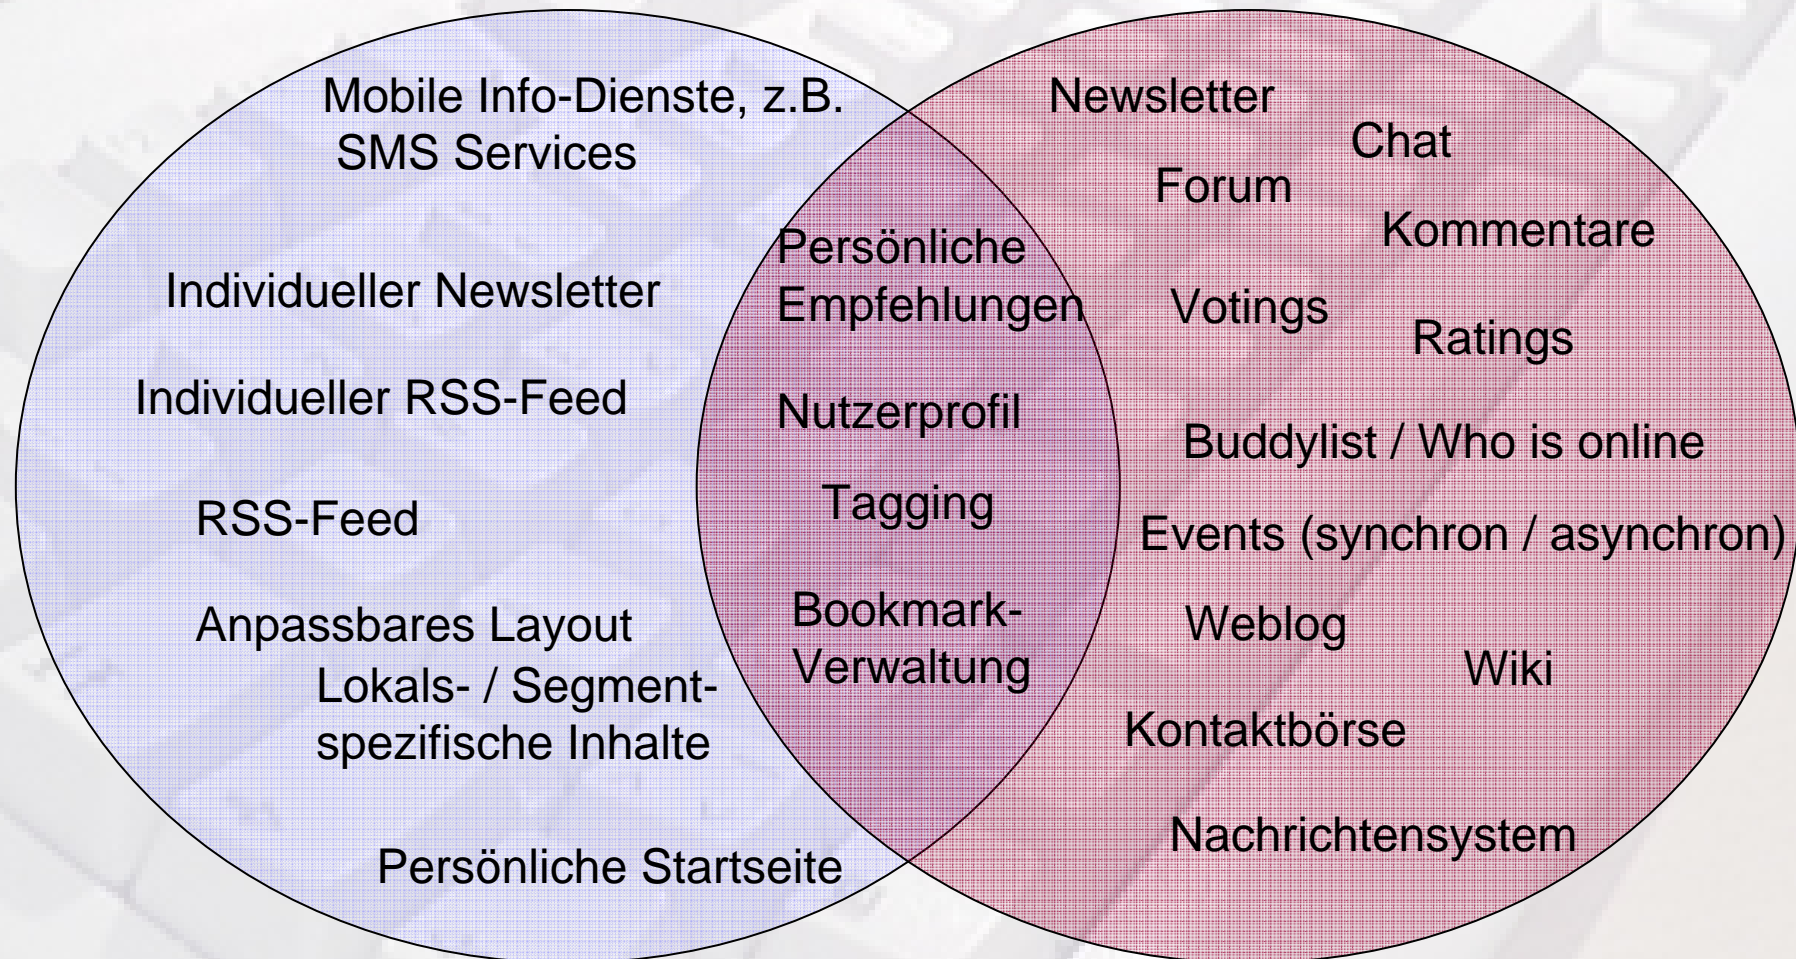 Mobile Info-Dienste, z.B.
SMS Services
Individueller Newsletter
Individueller RSS-Feed
RSS-Feed
Anpassbares Layout
Lokals- / Segment-
spezifische Inhalte
Persönliche Startseite
Persönliche
Empfehlungen
Nutzerprofil
Tagging
Bookmark-
Verwaltung
Newsletter
Chat
Forum
Kommentare
Votings
Ratings
Buddylist / Who is online
Events (synchron / asynchron)
Weblog
Wiki
Kontaktbörse
Nachrichtensystem